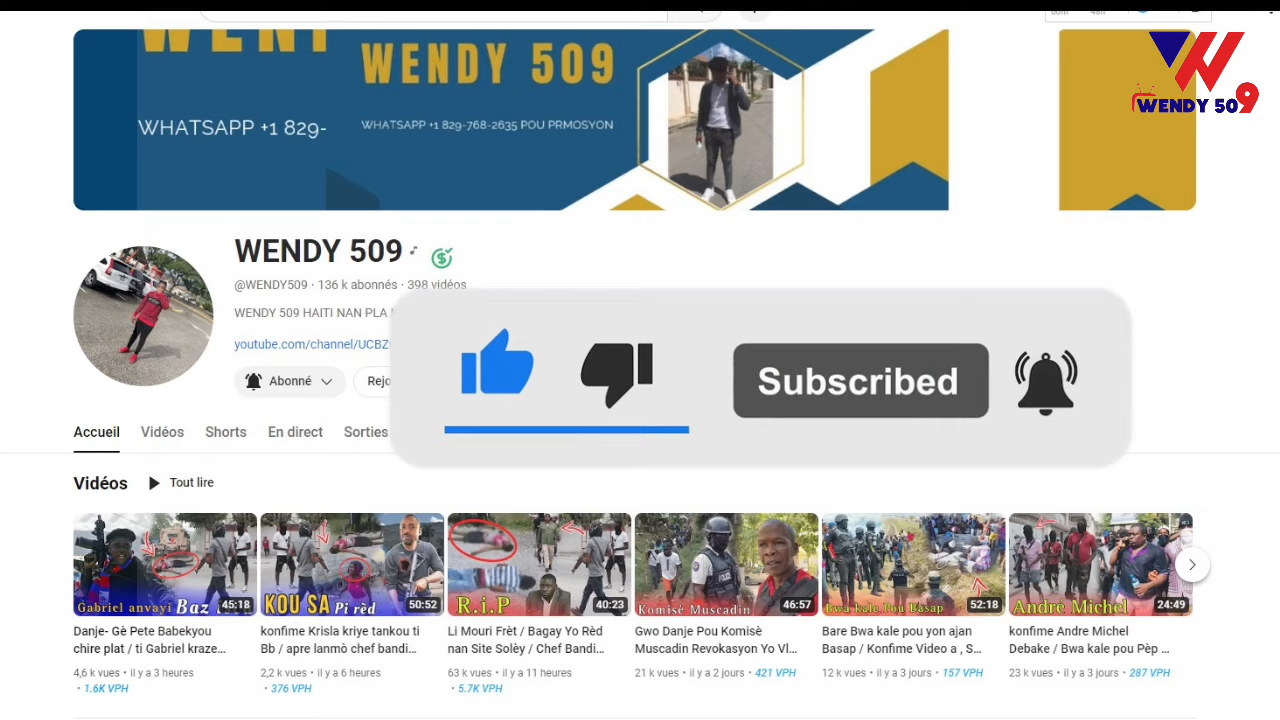 WENDY 509
WENDY 509
WHATSAPP +1 829-
WHATSAPP +1 829-768-2635 POU PRMOSYON
WENDY 509
WENDY 509
@WENDY509 · 136 k abonnés · 398 vidéos
WENDY 509 HAITI NAN PLA
youtube.com/channel/UCBZ
Abonné
Rejo
Subscribed
Accueil Vidéos Shorts En direct Sorties
Vidéos Tout lire
Gabriel anvayi Baz
45:18
KOU SA Pi rèd
50:52
R.i.P
40:23
Komisè Muscadin
46:57
Bwa kale Pou Basap
52:18
André Michel
24:49
Danje- Gè Pete Babekyou
chire plat / ti Gabriel kraze…
4,6 k vues • il y a 3 heures
• 1.6K VPH
konfime Krisla kriye tankou ti
Bb / apre lanmò chef bandi…
2,2 k vues • il y a 6 heures
• 376 VPH
Li Mouri Frèt / Bagay Yo Rèd
nan Site Solèy / Chef Bandi…
63 k vues • il y a 11 heures
• 5.7K VPH
Gwo Danje Pou Komisè
Muscadin Revokasyon Yo Vl…
21 k vues • il y a 2 jours • 421 VPH
Bare Bwa kale pou yon ajan
Basap / Konfime Video a , S…
12 k vues • il y a 3 jours • 157 VPH
konfime Andre Michel
Debake / Bwa kale pou Pèp …
23 k vues • il y a 3 jours • 287 VPH